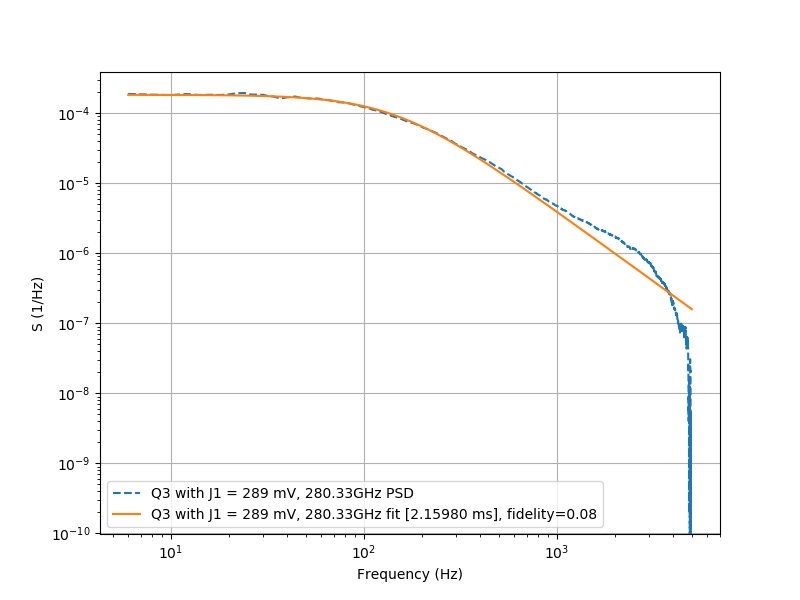 10⁻⁴
10⁻⁵
10⁻⁶
10⁻⁷
10⁻⁸
10⁻⁹
10⁻¹⁰
S (1/Hz)
Q3 with J1 = 289 mV, 280.33GHz PSD
Q3 with J1 = 289 mV, 280.33GHz fit [2.15980 ms], fidelity=0.08
10¹ 10² 10³
Frequency (Hz)